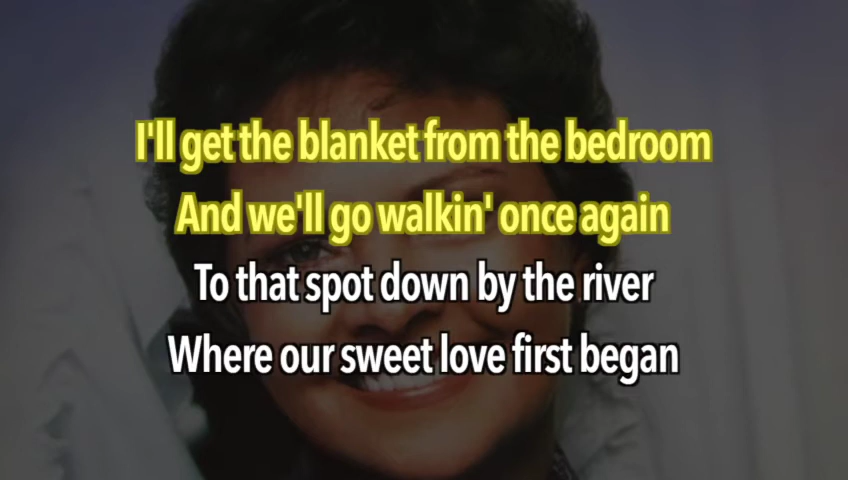 I'll get the blanket from the bedroom
And we'll go walkin' once again
To that spot down by the river
Where our sweet love first began